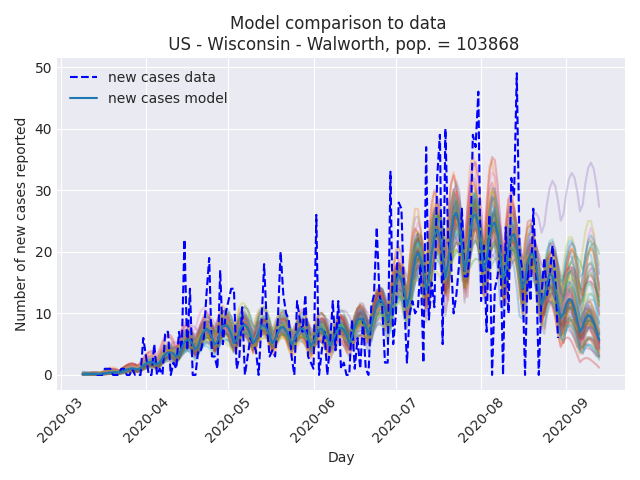 Model comparison to data
US - Wisconsin - Walworth, pop. = 103868
50
40
30
20
10
0
Number of new cases reported
new cases data
new cases model
2020-03
2020-04
2020-05
2020-06
2020-07
2020-08
2020-09
Day